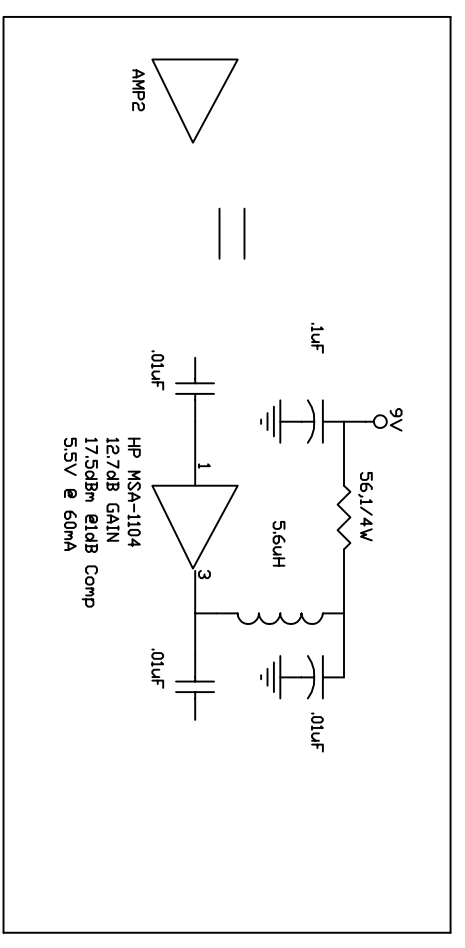 AMP2
9V
.1uF
56,1/4W
5.6uH
.01uF
.01uF
1
3
.01uF
HP MSA-1104
12.7dB GAIN
17.5dBm @1dB Comp
5.5V @ 60mA